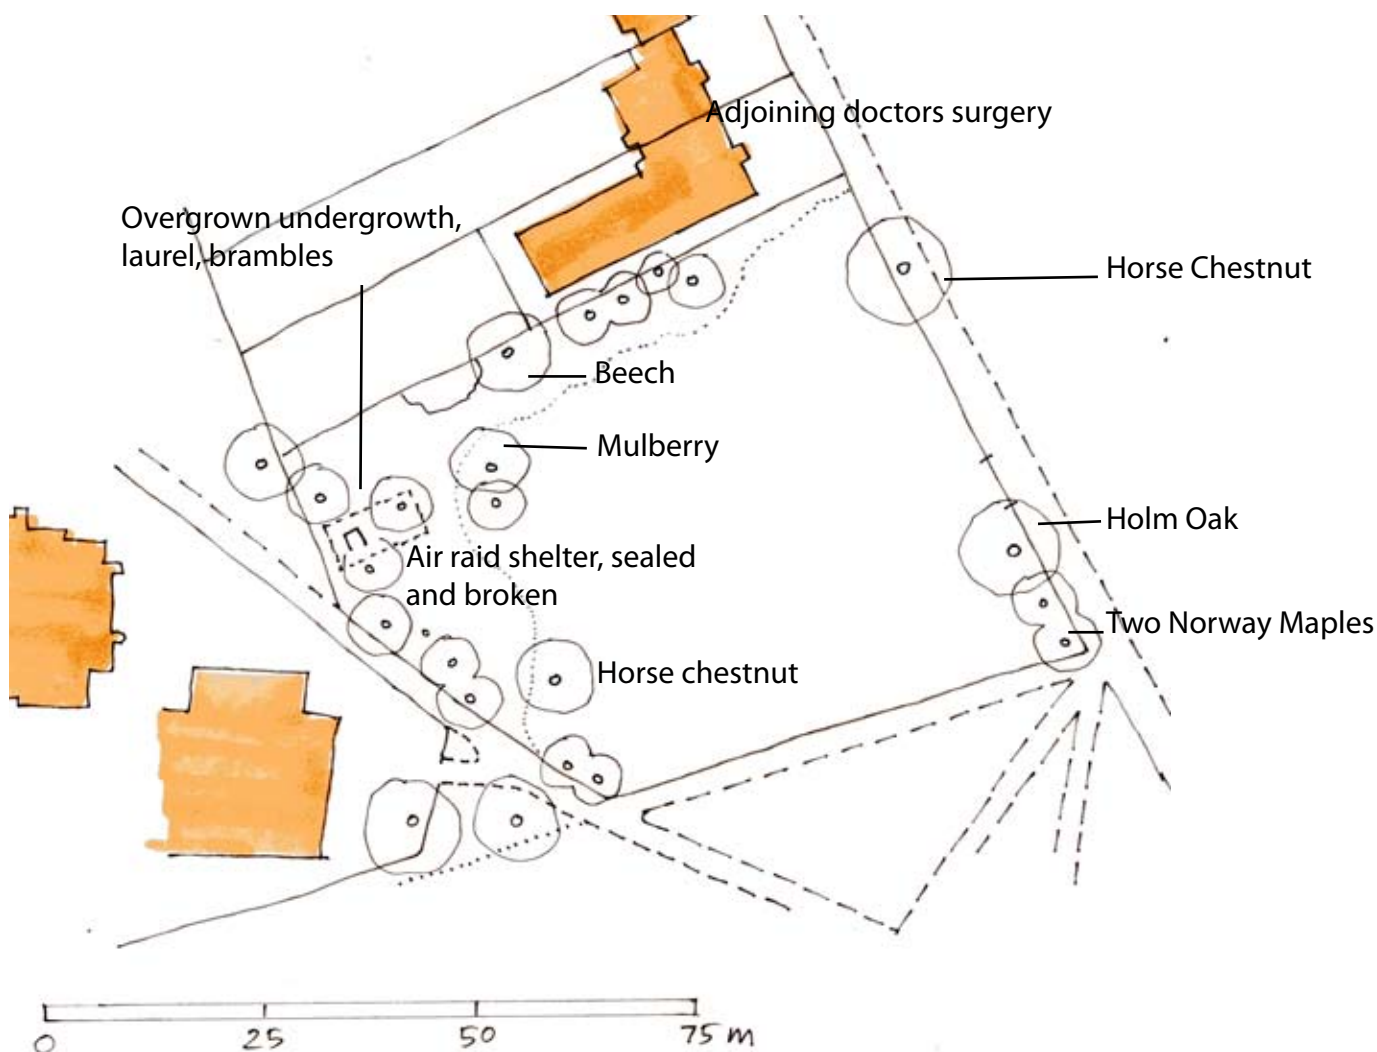 Adjoining doctors surgery
Overgrown undergrowth,
laurel, brambles
Horse Chestnut
Beech
Mulberry
Holm Oak
Air raid shelter, sealed
and broken
Two Norway Maples
Horse chestnut
0 25 50 75 m